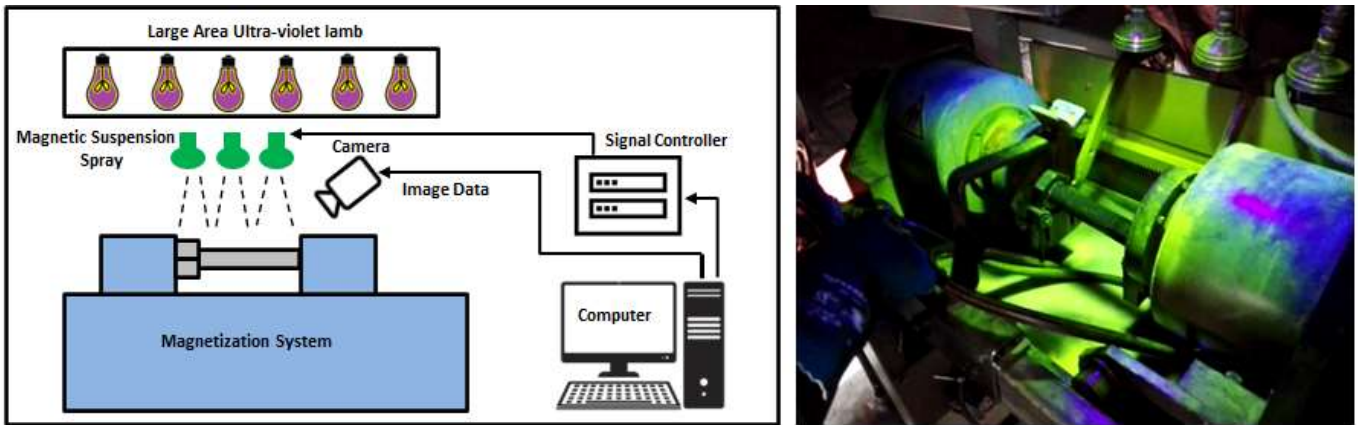 Large Area Ultra-violet lamb
Magnetic Suspension
Spray
Camera
Signal Controller
Image Data
Computer
Magnetization System